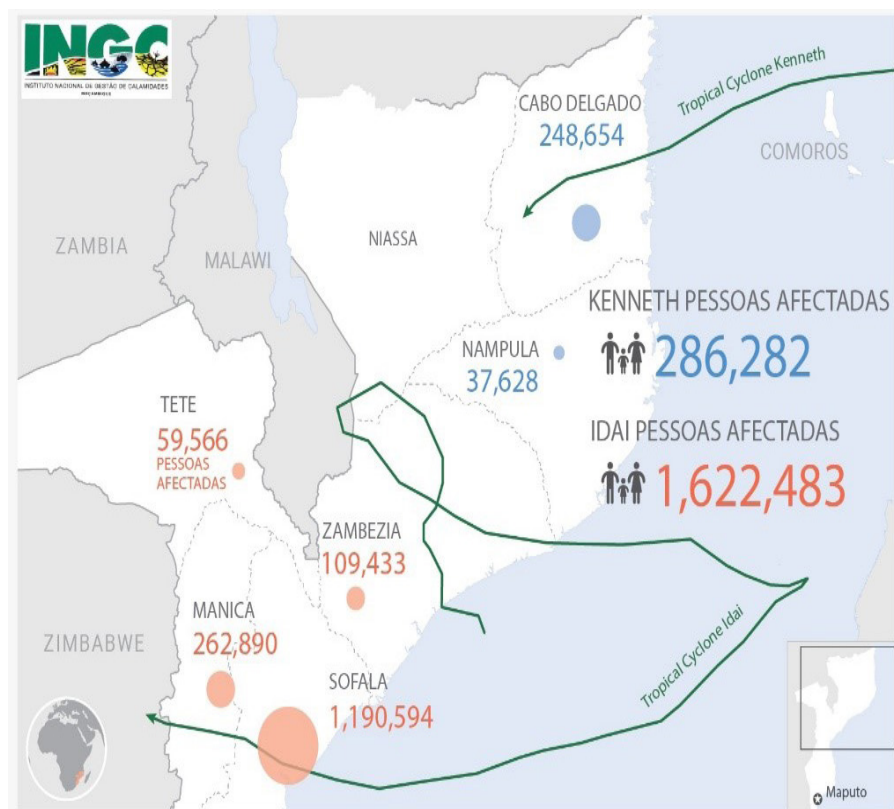 INGC
INSTITUTO NACIONAL DE GESTÃO DE CALAMIDADES
MOÇAMBIQUE
Tropical Cyclone Kenneth
CABO DELGADO
248,654
COMOROS
ZAMBIA
MALAWI
NIASSA
KENNETH PESSOAS AFECTADAS
286,282
NAMPULA
37,628
TETE
59,566
PESSOAS
AFECTADAS
IDAI PESSOAS AFECTADAS
1,622,483
ZAMBEZIA
109,433
MANICA
262,890
ZIMBABWE
SOFALA
1,190,594
Tropical Cyclone Idai
Maputo